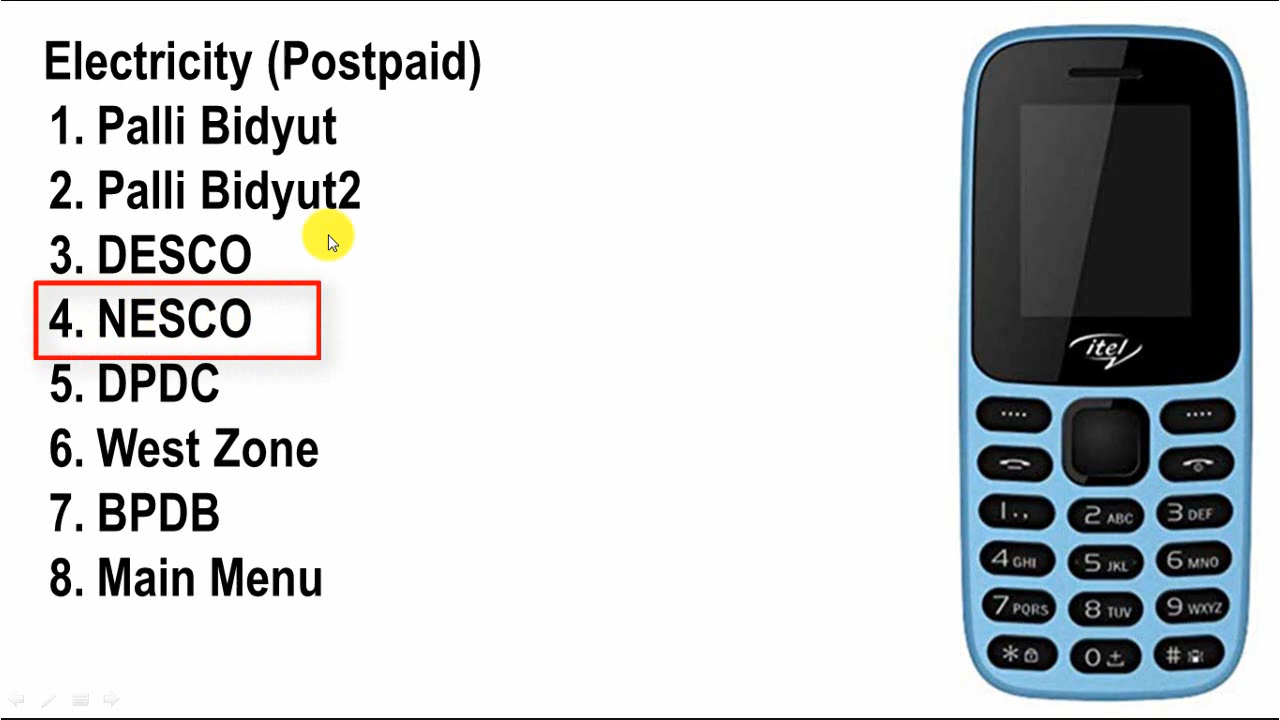 Electricity (Postpaid)
1. Palli Bidyut
2. Palli Bidyut2
3. DESCO
4. NESCO
5. DPDC
6. West Zone
7. BPDB
8. Main Menu
itel
1..
2 ABC
3 DEF
4 GHI
5 JKL
6 MNO
7 PQRS
8 TUV
9 WXYZ
*
0
#